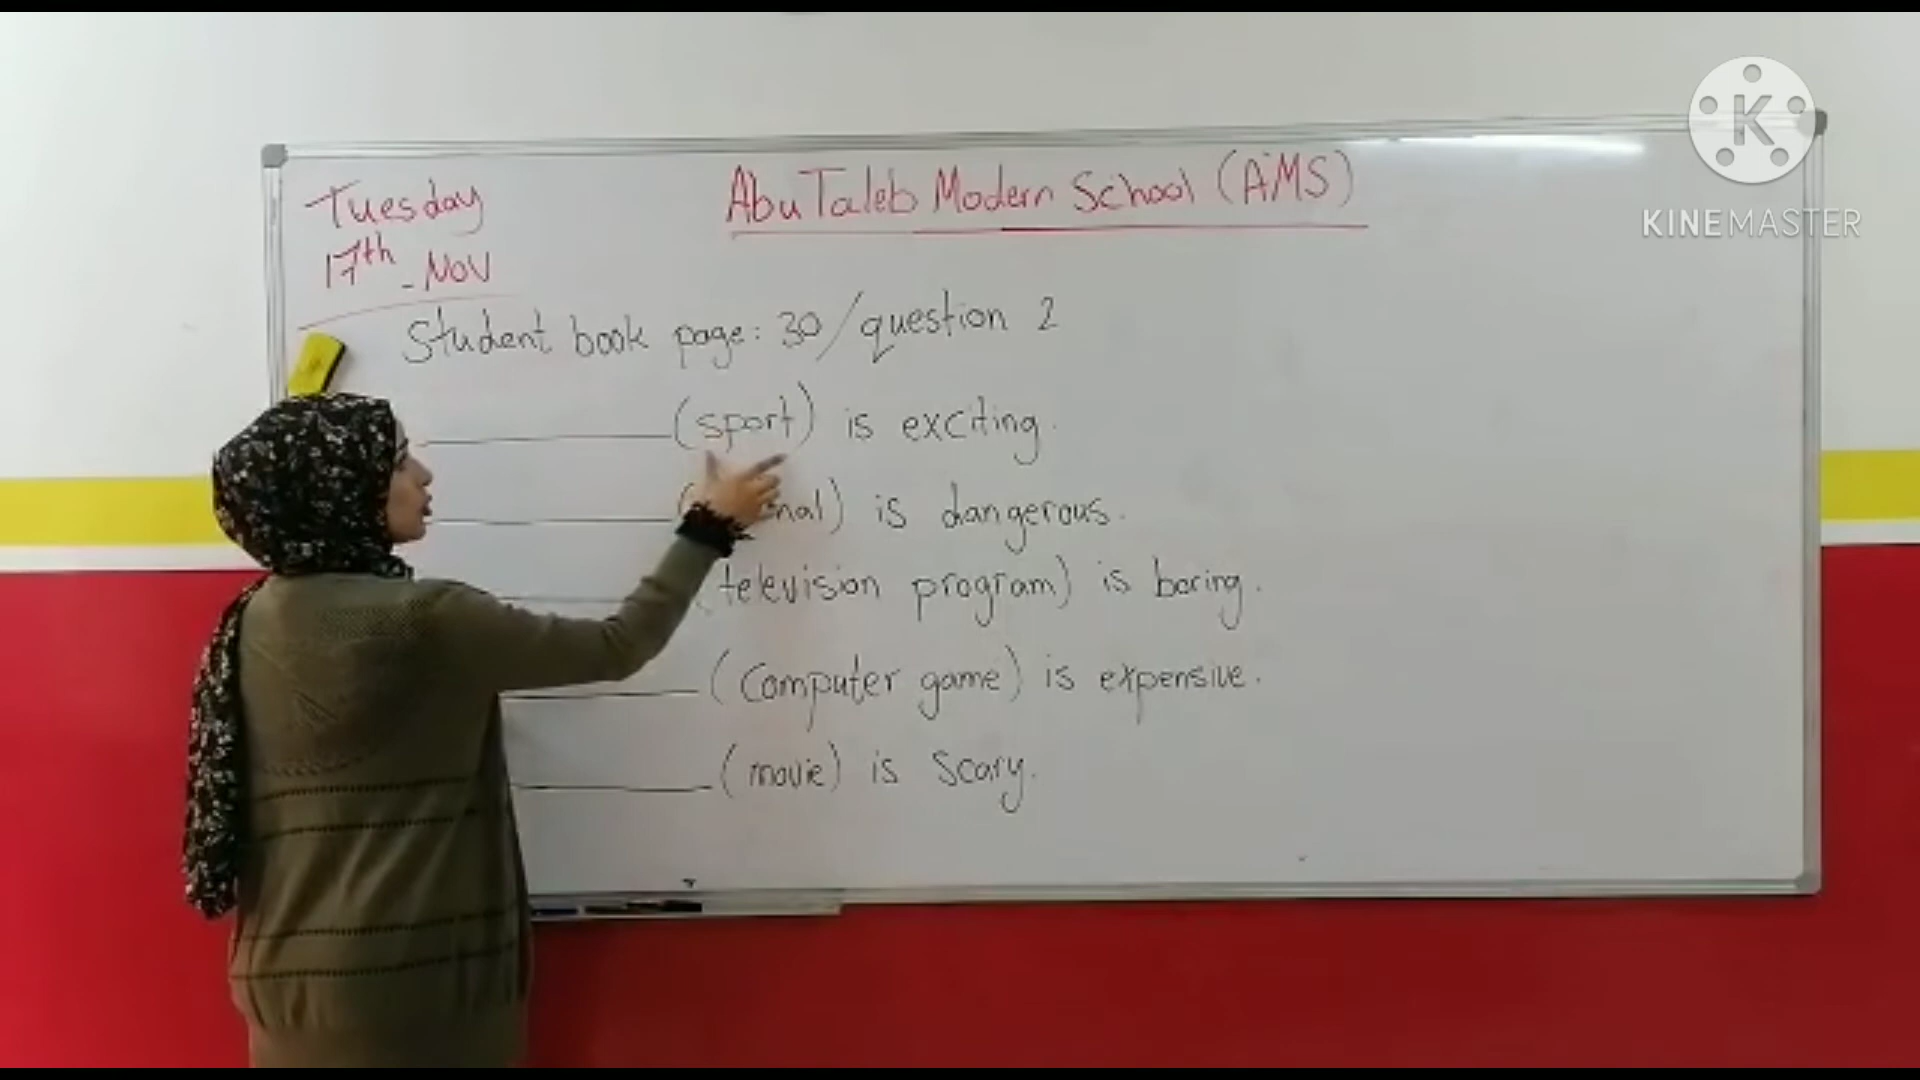 Tuesday
17th - Nov
Abu Taleb Modern School (AMS)
Student book page: 30 / question 2
(sport) is exciting.
is dangerous.
(television program) is boring.
(computer game) is expensive.
(movie) is scary.
K
KINEMASTER